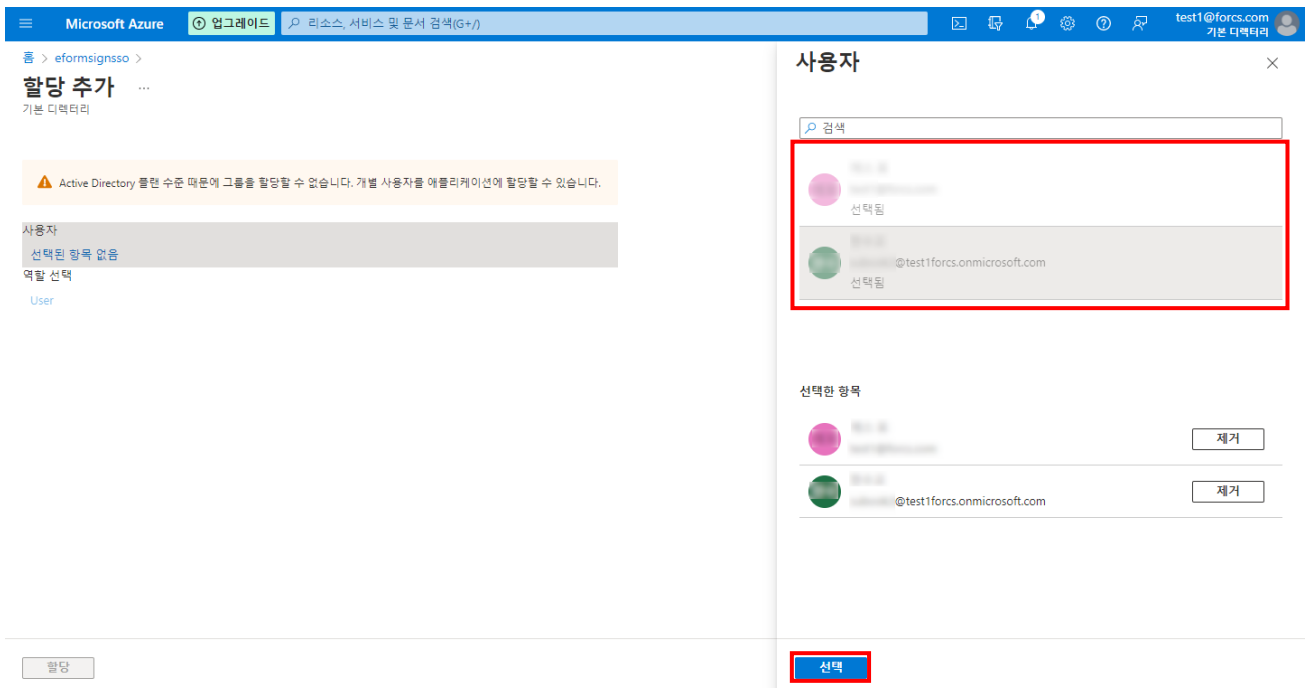 Microsoft Azure
업그레이드
리소스, 서비스 및 문서 검색(G+/)
1
test1@forcs.com
기본 디렉터리
홈 > eformsignsso >
할당 추가 ...
기본 디렉터리
Active Directory 플랜 수준 때문에 그룹을 할당할 수 없습니다. 개별 사용자를 애플리케이션에 할당할 수 있습니다.
사용자
선택된 항목 없음
역할 선택
User
할당
사용자
검색
선택됨
@test1forcs.onmicrosoft.com
선택됨
선택한 항목
제거
@test1forcs.onmicrosoft.com
제거
선택